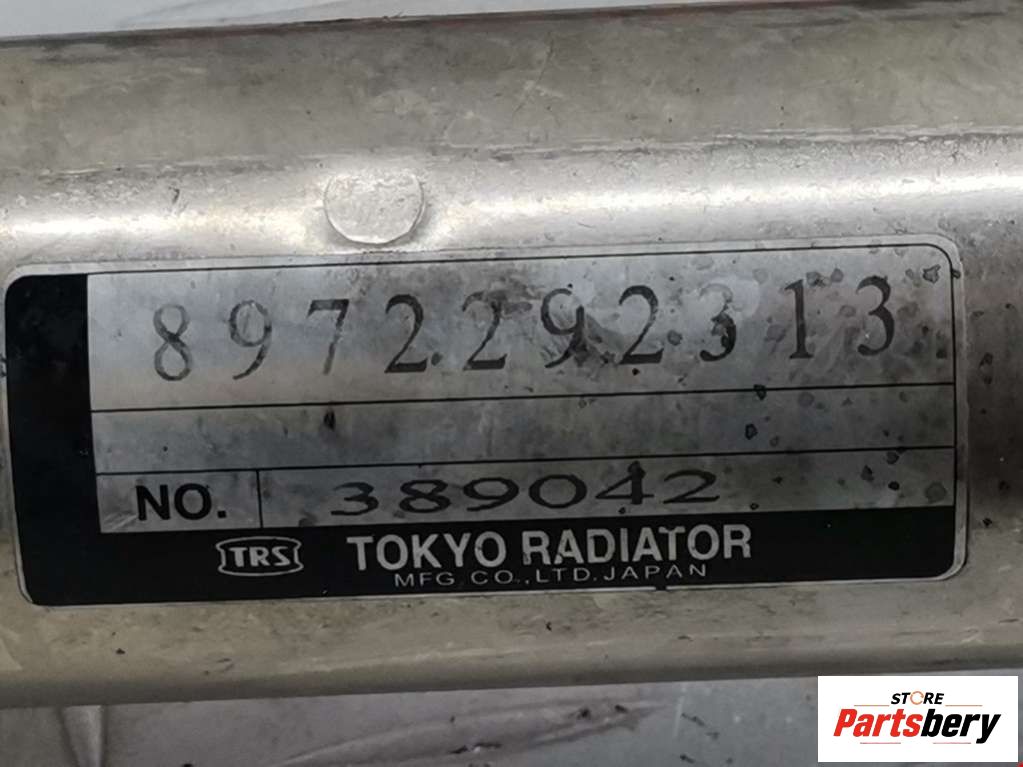 8972292313
NO. 389042
TRS TOKYO RADIATOR
MFG. CO., LTD. JAPAN
STORE
Partsbery